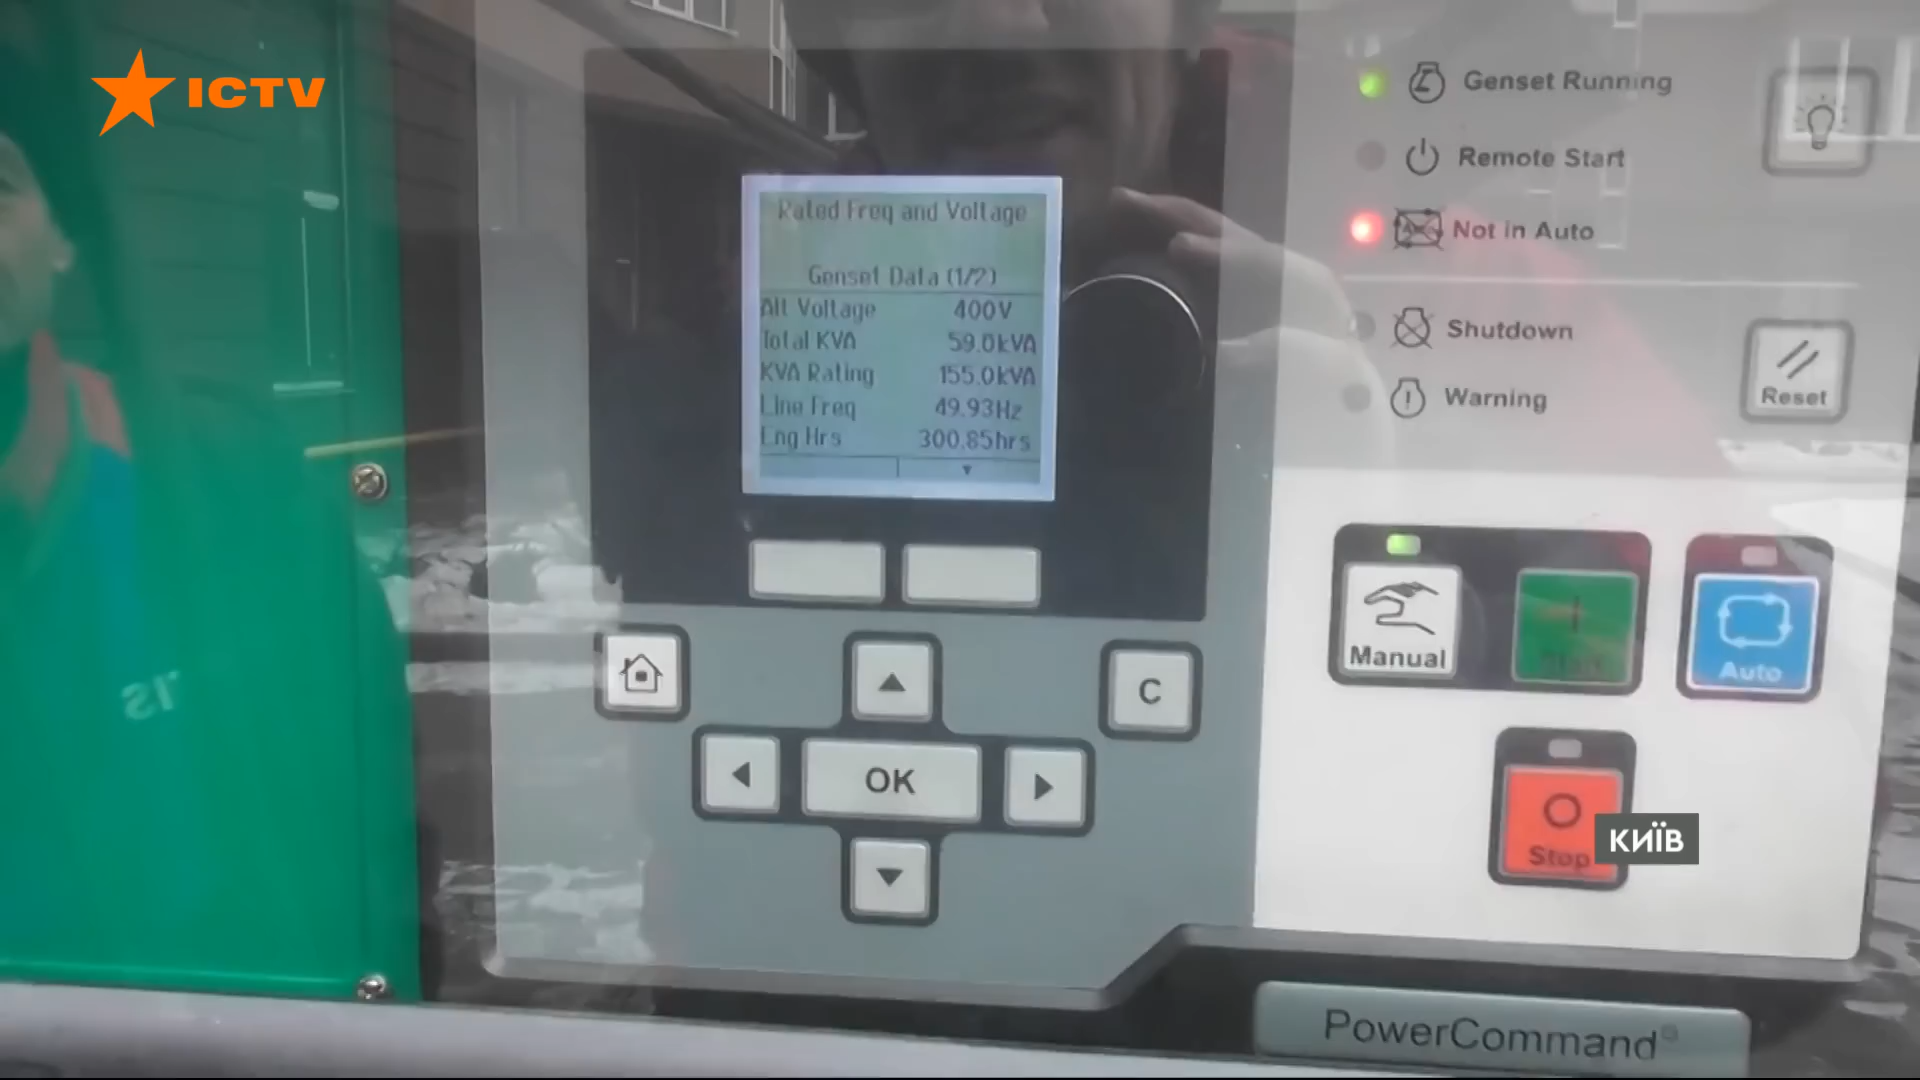 ICTV
Rated Freq and Voltage
Genset Data (1/2)
Alt Voltage 400V
Total KVA 59.0kVA
KVA Rating 155.0kVA
Line Freq 49.93Hz
Eng Hrs 300.85hrs
Genset Running
Remote Start
Not in Auto
Shutdown
Warning
Reset
Manual
Start
Auto
C
OK
Stop
КИЇВ
PowerCommand®